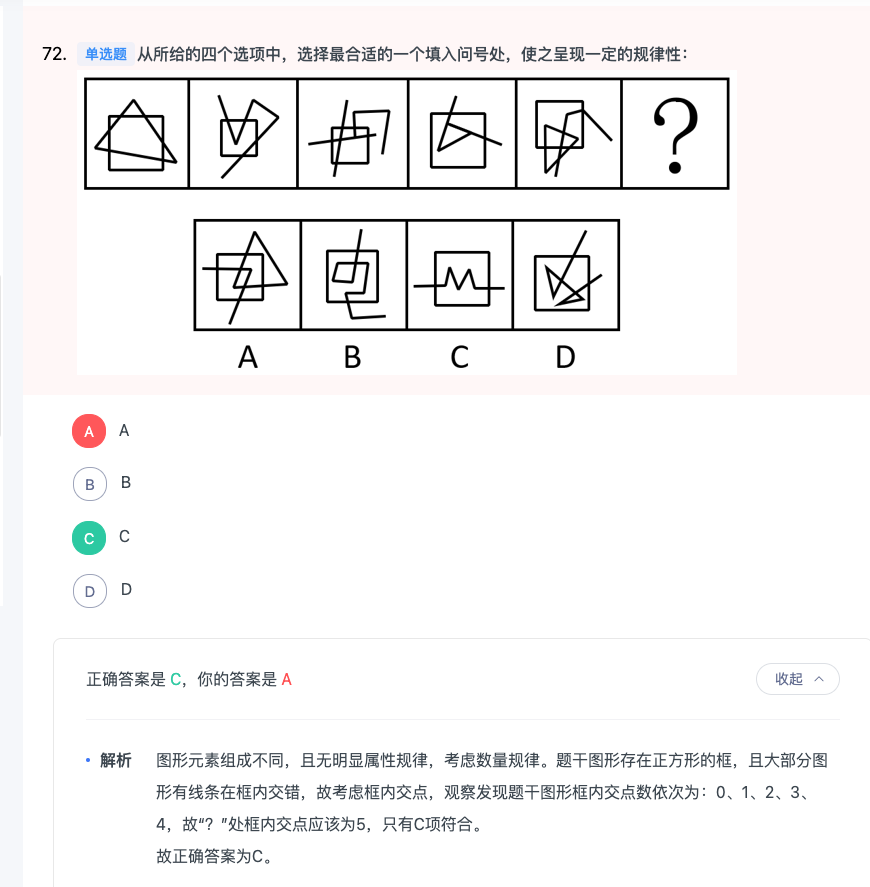 72. 单选题 从所给的四个选项中，选择最合适的一个填入问号处，使之呈现一定的规律性：
?
A B C D
A A
B B
C C
D D
正确答案是 C，你的答案是 A 收起
• 解析 图形元素组成不同，且无明显属性规律，考虑数量规律。题干图形存在正方形的框，且大部分图
形有线条在框内交错，故考虑框内交点，观察发现题干图形框内交点数依次为：0、1、2、3、
4，故“？”处框内交点应该为5，只有C项符合。
故正确答案为C。